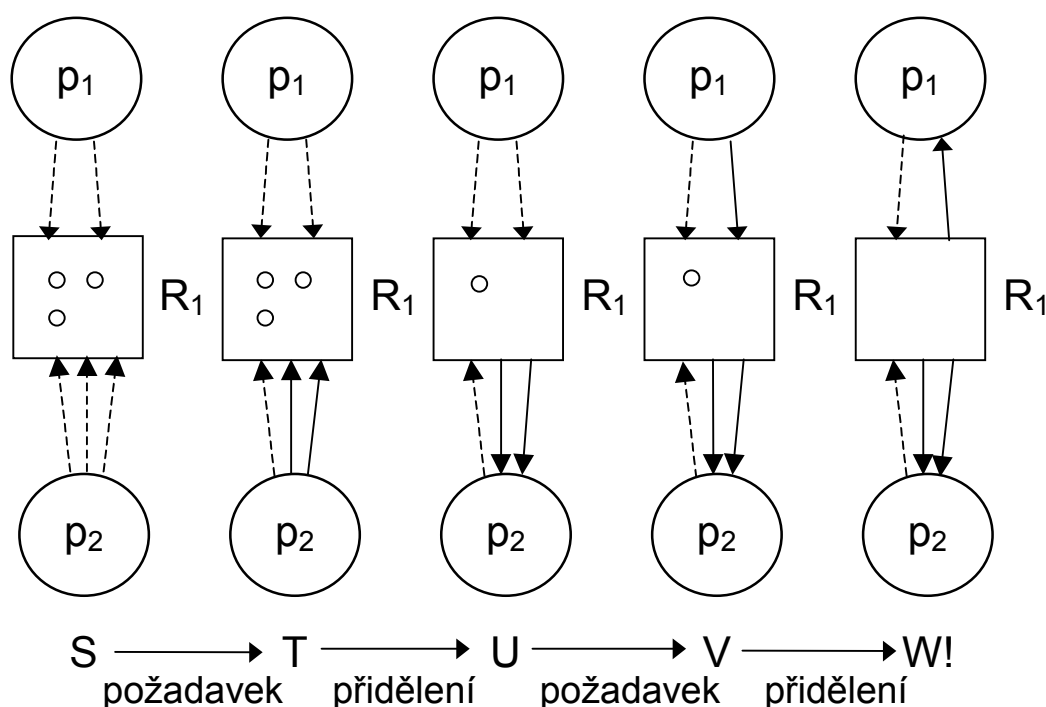 p₁ p₁ p₁ p₁ p₁
R₁ R₁ R₁ R₁ R₁
p₂ p₂ p₂ p₂ p₂
S T U V W!
požadavek přidělení požadavek přidělení